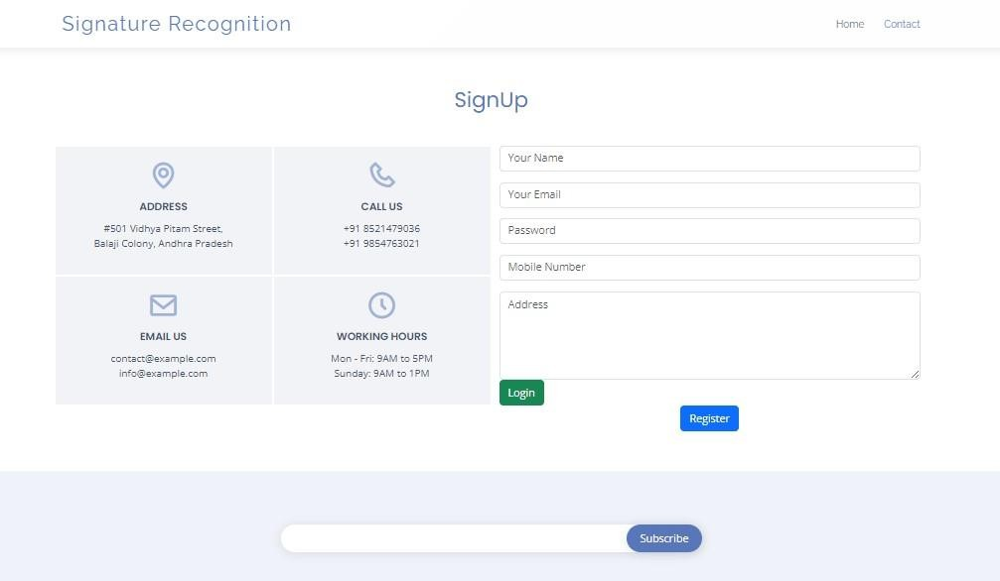 Signature Recognition
Home
Contact
SignUp
ADDRESS
#501 Vidhya Pitam Street,
Balaji Colony, Andhra Pradesh
CALL US
+91 8521479036
+91 9854763021
EMAIL US
contact@example.com
info@example.com
WORKING HOURS
Mon - Fri: 9AM to 5PM
Sunday: 9AM to 1PM
Your Name
Your Email
Password
Mobile Number
Address
Login
Register
Subscribe